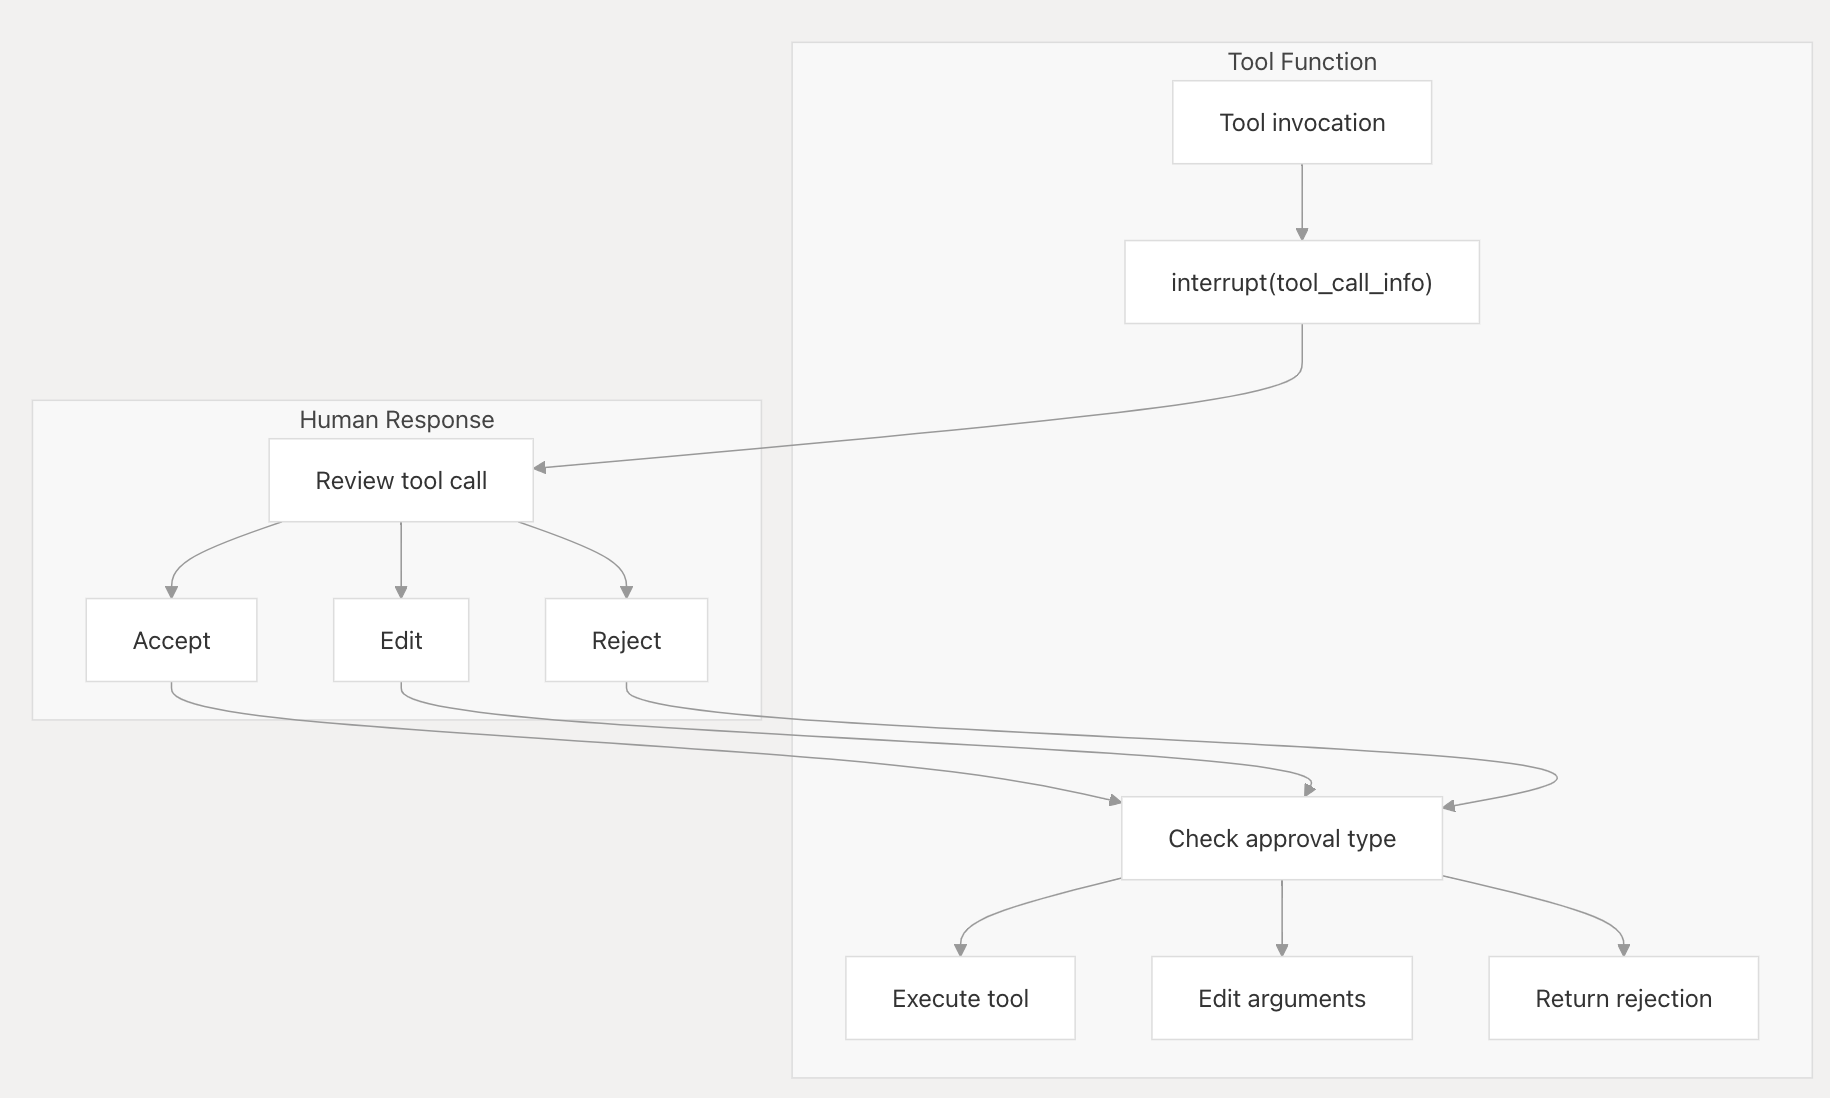 Tool Function
Tool invocation
interrupt(tool_call_info)
Human Response
Review tool call
Accept
Edit
Reject
Check approval type
Execute tool
Edit arguments
Return rejection